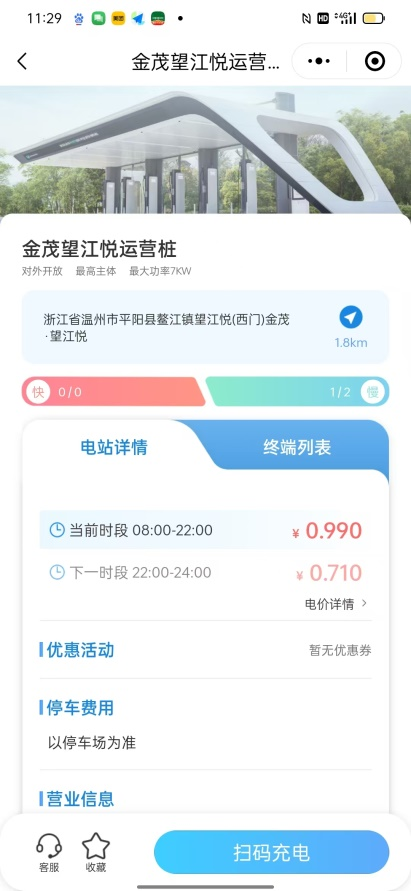 11:29
HD 4G
金茂望江悦运营...
金茂望江悦运营桩
对外开放 最高主体 最大功率7KW
浙江省温州市平阳县鳌江镇望江悦(西门)金茂
·望江悦
1.8km
快 0/0 1/2 慢
电站详情 终端列表
当前时段 08:00-22:00 ¥ 0.990
下一时段 22:00-24:00 ¥ 0.710
电价详情 >
优惠活动 暂无优惠券
停车费用
以停车场为准
营业信息
客服 收藏 扫码充电